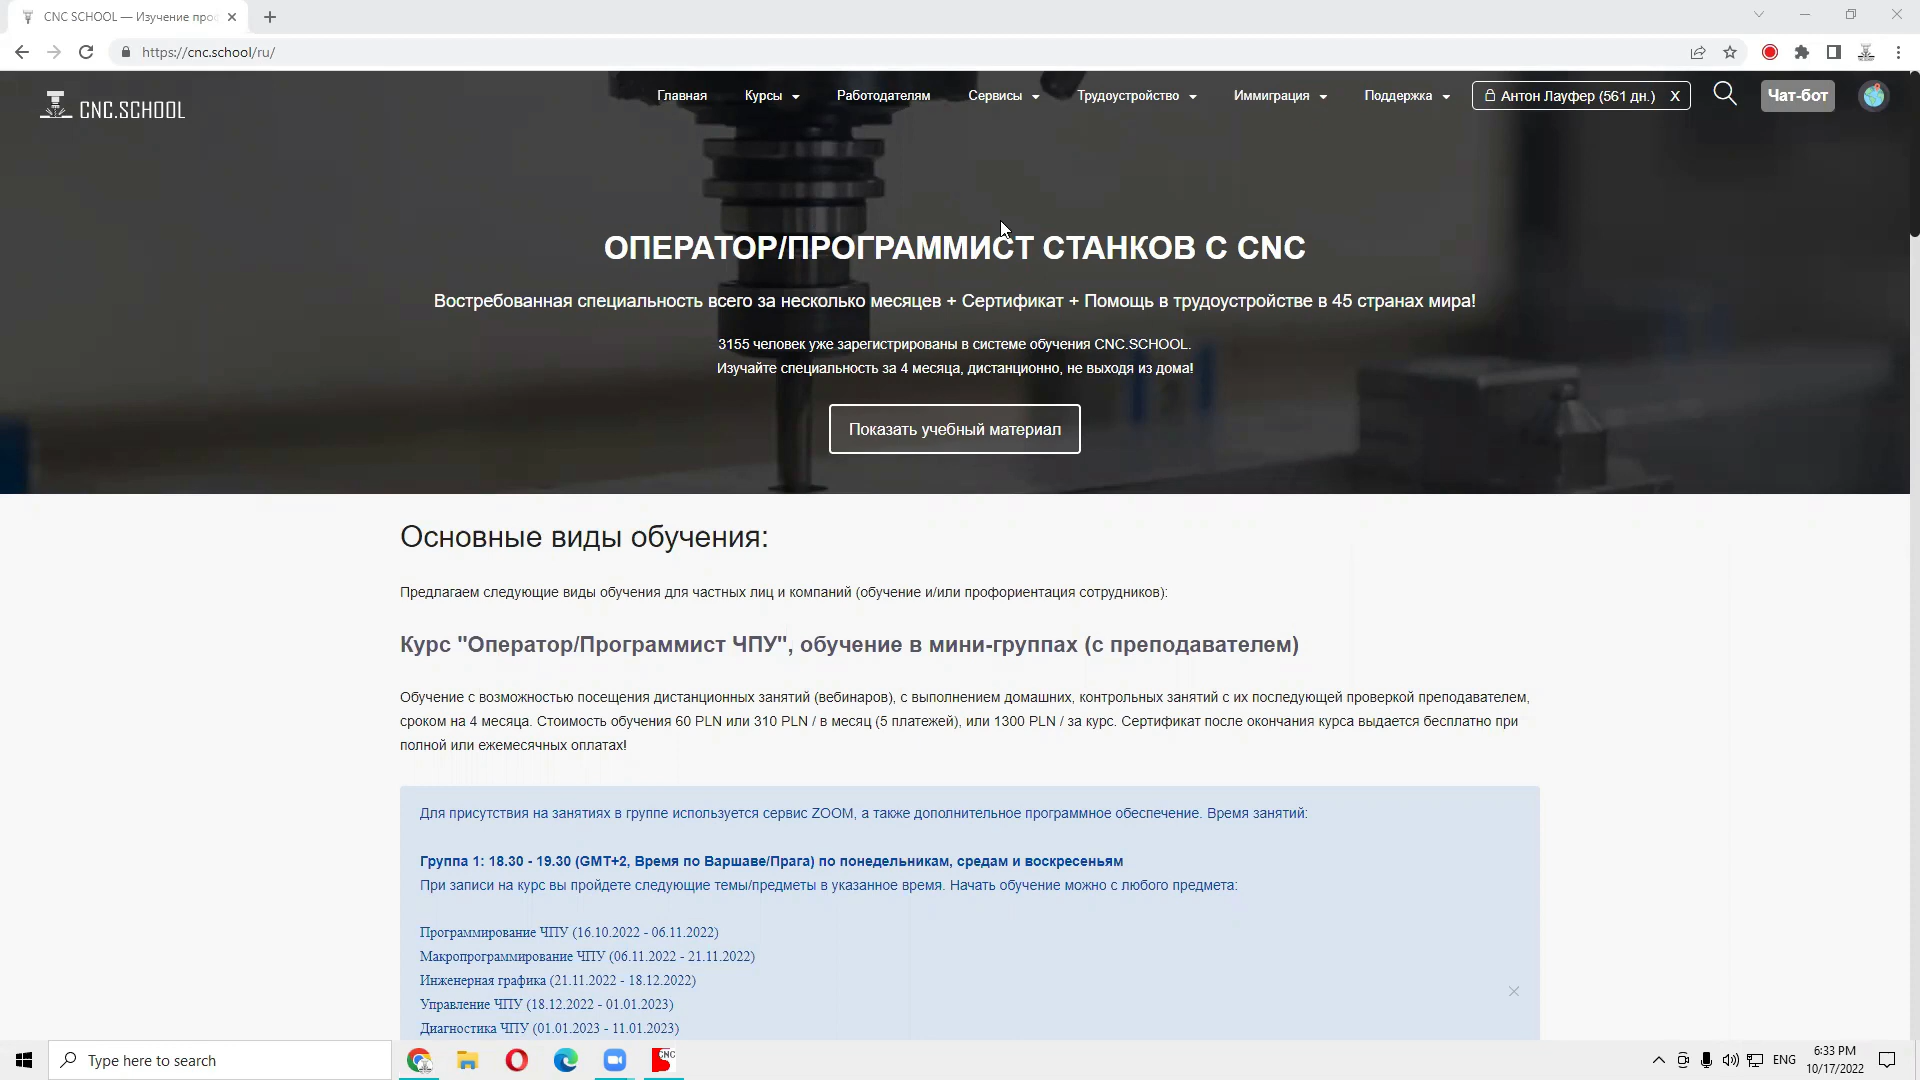 CNC SCHOOL — Изучение про
https://cnc.school/ru/
CNC.SCHOOL
Главная
Курсы
Работодателям
Сервисы
Трудоустройство
Иммиграция
Поддержка
Антон Лауфер (561 дн.) X
Чат-бот
ОПЕРАТОР/ПРОГРАММИСТ СТАНКОВ С CNC
Востребованная специальность всего за несколько месяцев + Сертификат + Помощь в трудоустройстве в 45 странах мира!
3155 человек уже зарегистрированы в системе обучения CNC.SCHOOL.
Изучайте специальность за 4 месяца, дистанционно, не выходя из дома!
Показать учебный материал
Основные виды обучения:
Предлагаем следующие виды обучения для частных лиц и компаний (обучение и/или профориентация сотрудников):
Курс "Оператор/Программист ЧПУ", обучение в мини-группах (с преподавателем)
Обучение с возможностью посещения дистанционных занятий (вебинаров), с выполнением домашних, контрольных занятий с их последующей проверкой преподавателем,
сроком на 4 месяца. Стоимость обучения 60 PLN или 310 PLN / в месяц (5 платежей), или 1300 PLN / за курс. Сертификат после окончания курса выдается бесплатно при
полной или ежемесячных оплатах!
Для присутствия на занятиях в группе используется сервис ZOOM, а также дополнительное программное обеспечение. Время занятий:
Группа 1: 18.30 - 19.30 (GMT+2, Время по Варшаве/Прага) по понедельникам, средам и воскресеньям
При записи на курс вы пройдете следующие темы/предметы в указанное время. Начать обучение можно с любого предмета:
Программирование ЧПУ (16.10.2022 - 06.11.2022)
Макропрограммирование ЧПУ (06.11.2022 - 21.11.2022)
Инженерная графика (21.11.2022 - 18.12.2022)
Управление ЧПУ (18.12.2022 - 01.01.2023)
Диагностика ЧПУ (01.01.2023 - 11.01.2023)
Type here to search
CNC
ENG
6:33 PM
10/17/2022